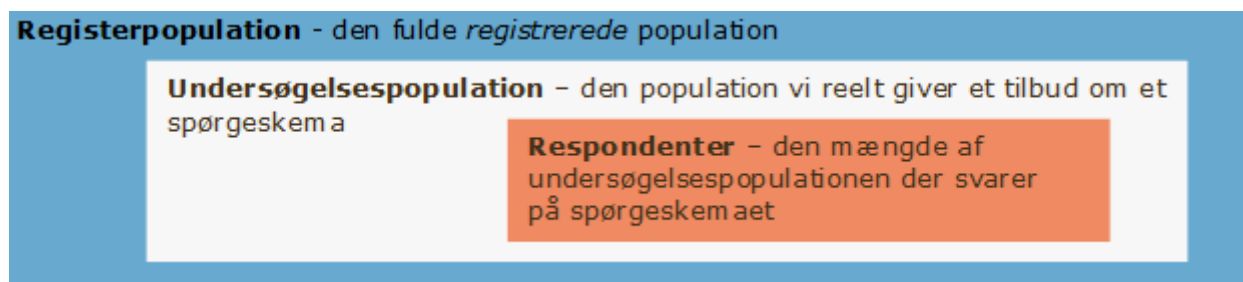 Registerpopulation - den fulde registrerede population
Undersøgelsespopulation – den population vi reelt giver et tilbud om et
spørgeskema
Respondenter – den mængde af
undersøgelsespopulationen der svarer
på spørgeskemaet